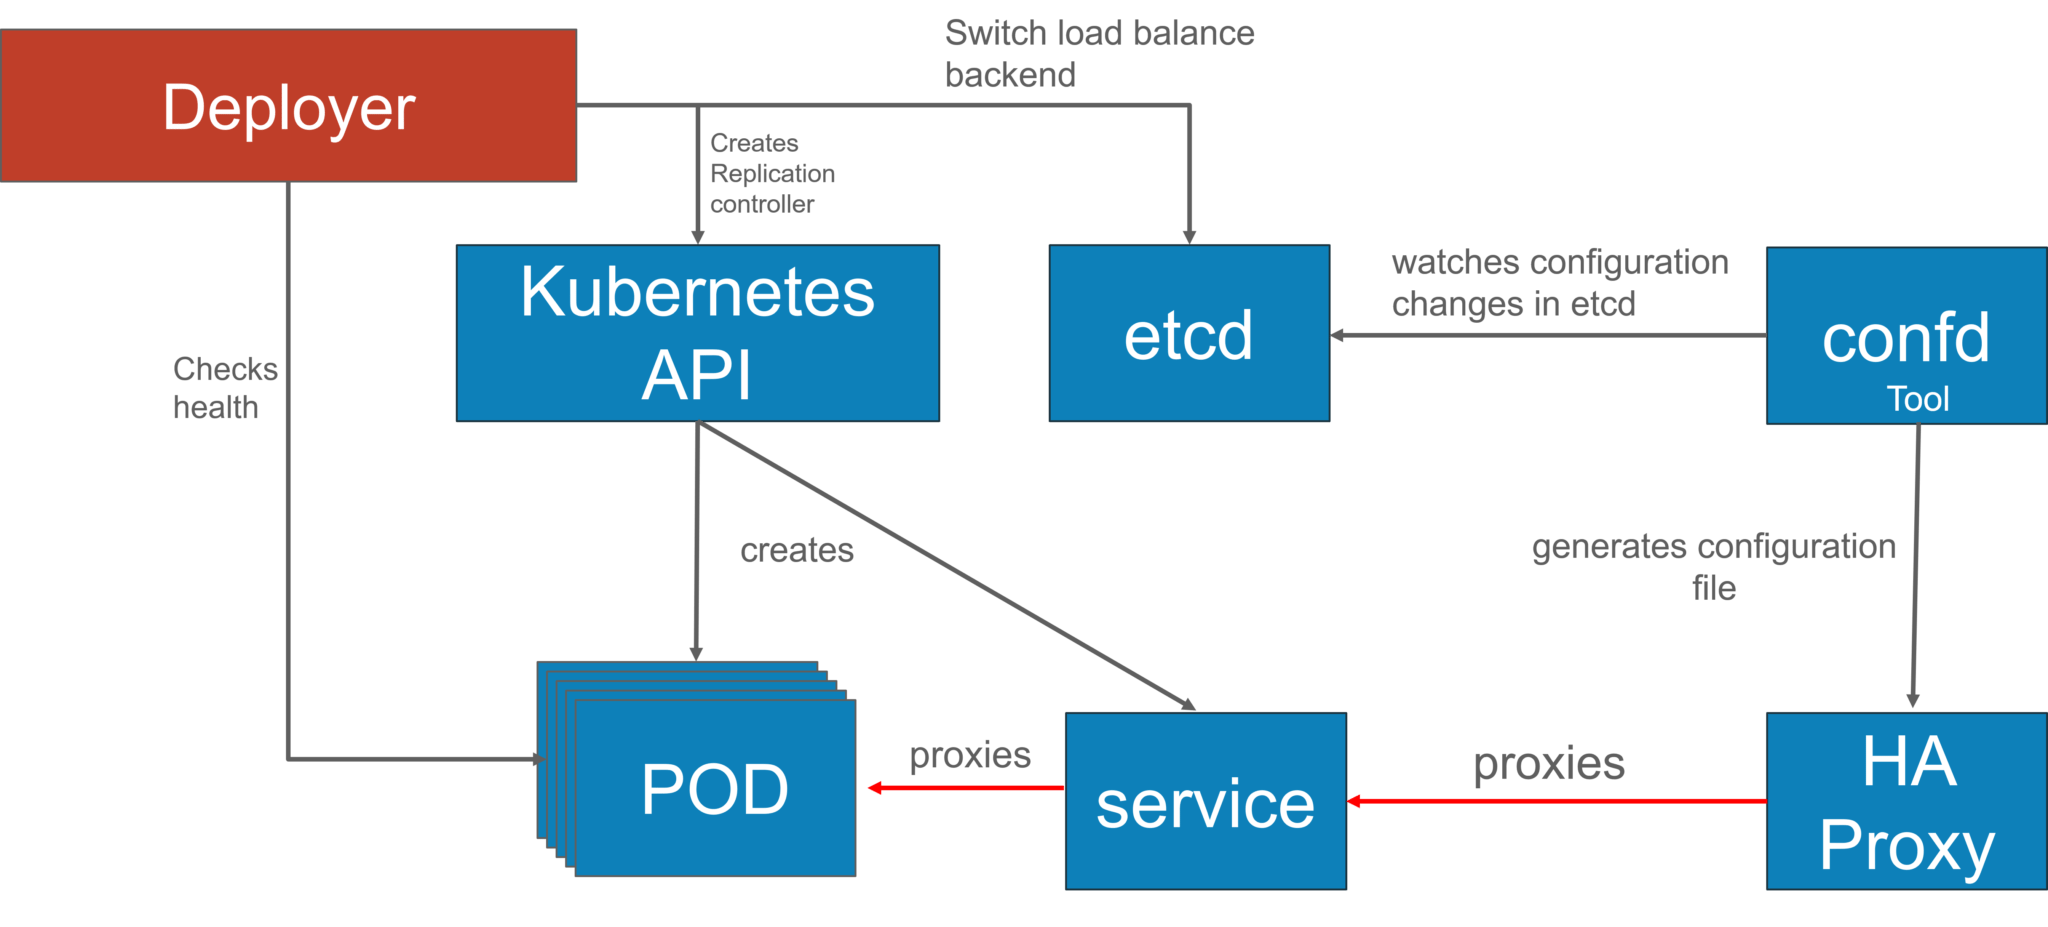 Switch load balance
backend
Deployer
Creates
Replication
controller
Kubernetes
API
etcd
watches configuration
changes in etcd
confd
Tool
Checks
health
creates
generates configuration
file
POD
proxies
service
proxies
HA
Proxy